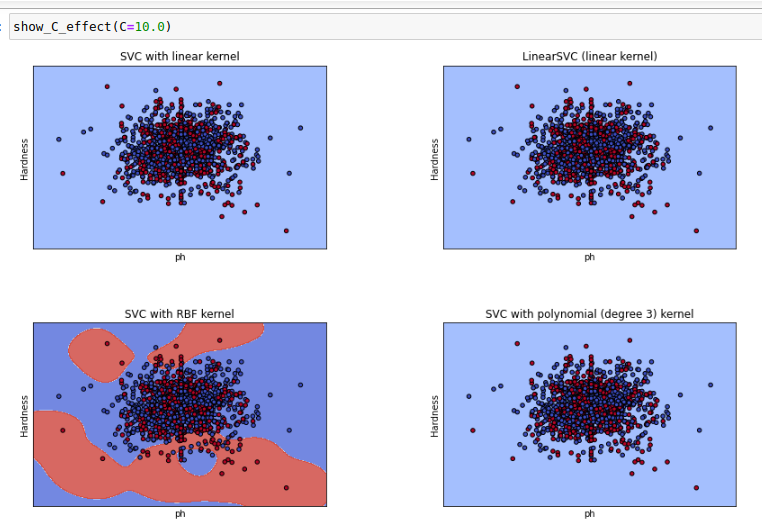 show_C_effect(C=10.0)
SVC with linear kernel
LinearSVC (linear kernel)
Hardness
Hardness
ph
ph
SVC with RBF kernel
SVC with polynomial (degree 3) kernel
Hardness
Hardness
ph
ph